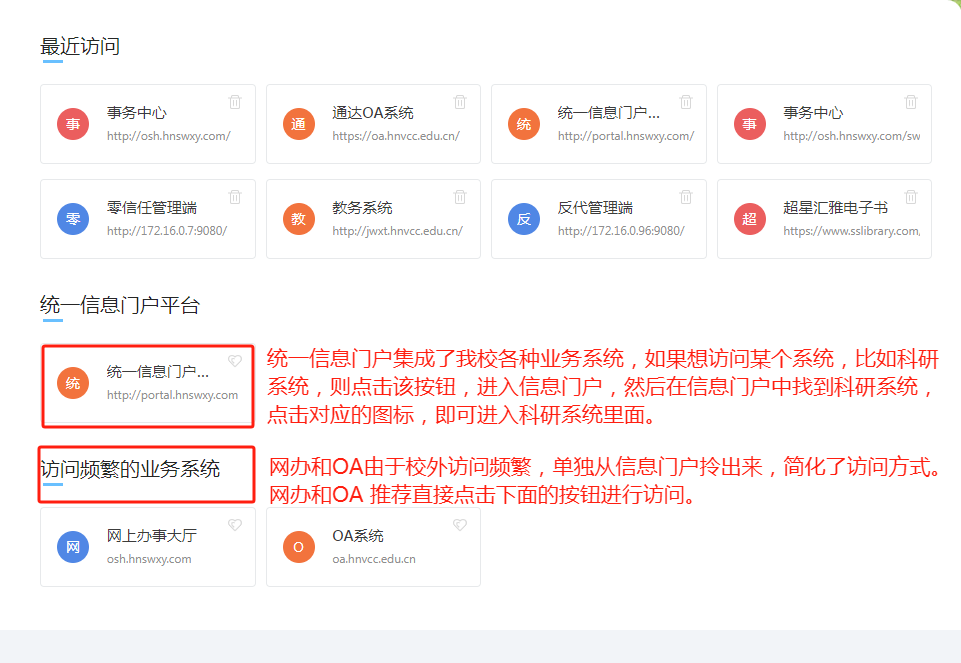 最近访问
事 事务中心
http://osh.hnswxy.com/
通 通达OA系统
https://oa.hnvcc.edu.cn/
统 统一信息门户...
http://portal.hnswxy.com/
事 事务中心
http://osh.hnswxy.com/sw
零 零信任管理端
http://172.16.0.7:9080/
教 教务系统
http://jwxt.hnvcc.edu.cn/
反 反代管理端
http://172.16.0.96:9080/
超 超星汇雅电子书
https://www.sslibrary.com,
统一信息门户平台
统 统一信息门户...
http://portal.hnswxy.com
统一信息门户集成了我校各种业务系统，如果想访问某个系统，比如科研
系统，则点击该按钮，进入信息门户，然后在信息门户中找到科研系统，
点击对应的图标，即可进入科研系统里面。
访问频繁的业务系统
网办和OA由于校外访问频繁，单独从信息门户拎出来，简化了访问方式。
网办和OA 推荐直接点击下面的按钮进行访问。
网 网上办事大厅
osh.hnswxy.com
O OA系统
oa.hnvcc.edu.cn